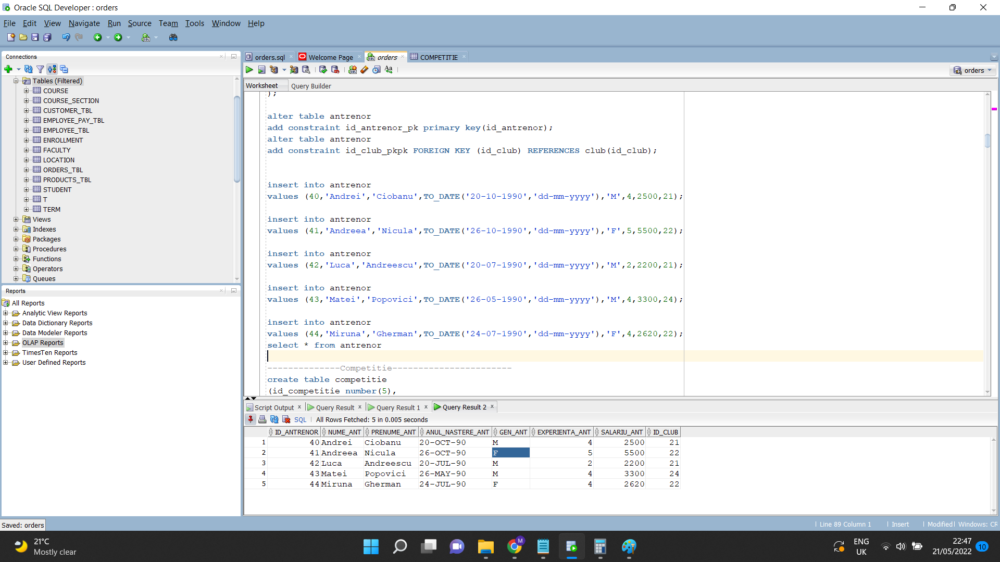 Oracle SQL Developer : orders
File Edit View Navigate Run Source Team Tools Window Help
Connections
Tables (Filtered)
COURSE
COURSE_SECTION
CUSTOMER_TBL
EMPLOYEE_PAY_TBL
EMPLOYEE_TBL
ENROLLMENT
FACULTY
LOCATION
ORDERS_TBL
PRODUCTS_TBL
STUDENT
T
TERM
Views
Indexes
Packages
Procedures
Functions
Operators
Queues
Reports
All Reports
Analytic View Reports
Data Dictionary Reports
Data Modeler Reports
OLAP Reports
TimesTen Reports
User Defined Reports
orders.sql Welcome Page orders COMPETITIE
orders
Worksheet Query Builder
);
alter table antrenor
add constraint id_antrenor_pk primary key(id_antrenor);
alter table antrenor
add constraint id_club_pkpk FOREIGN KEY (id_club) REFERENCES club(id_club);
insert into antrenor
values (40,'Andrei','Ciobanu',TO_DATE('20-10-1990','dd-mm-yyyy'),'M',4,2500,21);
insert into antrenor
values (41,'Andreea','Nicula',TO_DATE('26-10-1990','dd-mm-yyyy'),'F',5,5500,22);
insert into antrenor
values (42,'Luca','Andreescu',TO_DATE('20-07-1990','dd-mm-yyyy'),'M',2,2200,21);
insert into antrenor
values (43,'Matei','Popovici',TO_DATE('26-05-1990','dd-mm-yyyy'),'M',4,3300,24);
insert into antrenor
values (44,'Miruna','Gherman',TO_DATE('24-07-1990','dd-mm-yyyy'),'F',4,2620,22);
select * from antrenor
--------------Competitie-----------------------
create table competitie
(id_competitie number(5),
Script Output Query Result Query Result 1 Query Result 2
SQL All Rows Fetched: 5 in 0.005 seconds
ID_ANTRENOR NUME_ANT PRENUME_ANT ANUL_NASTERE_ANT GEN_ANT EXPERIENTA_ANT SALARIU_ANT ID_CLUB
1 40 Andrei Ciobanu 20-OCT-90 M 4 2500 21
2 41 Andreea Nicula 26-OCT-90 F 5 5500 22
3 42 Luca Andreescu 20-JUL-90 M 2 2200 21
4 43 Matei Popovici 26-MAY-90 M 4 3300 24
5 44 Miruna Gherman 24-JUL-90 F 4 2620 22
Saved: orders
Line 89 Column 1 Insert Modified Windows: CR
21°C
Mostly clear
M
ENG
UK
22:47
21/05/2022
10